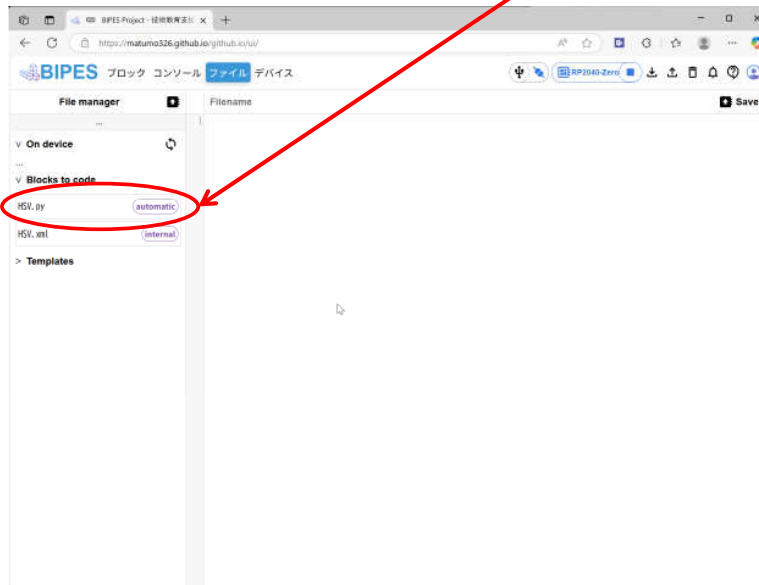 BIPES Project - 技術教育支
https://matumo326.github.io/github.io/ui/
BIPES ブロック コンソール ファイル デバイス
RP2040-Zero
File manager
Filename
Save
...
1
On device
...
Blocks to code
HSV.py
automatic
HSV.xml
internal
> Templates